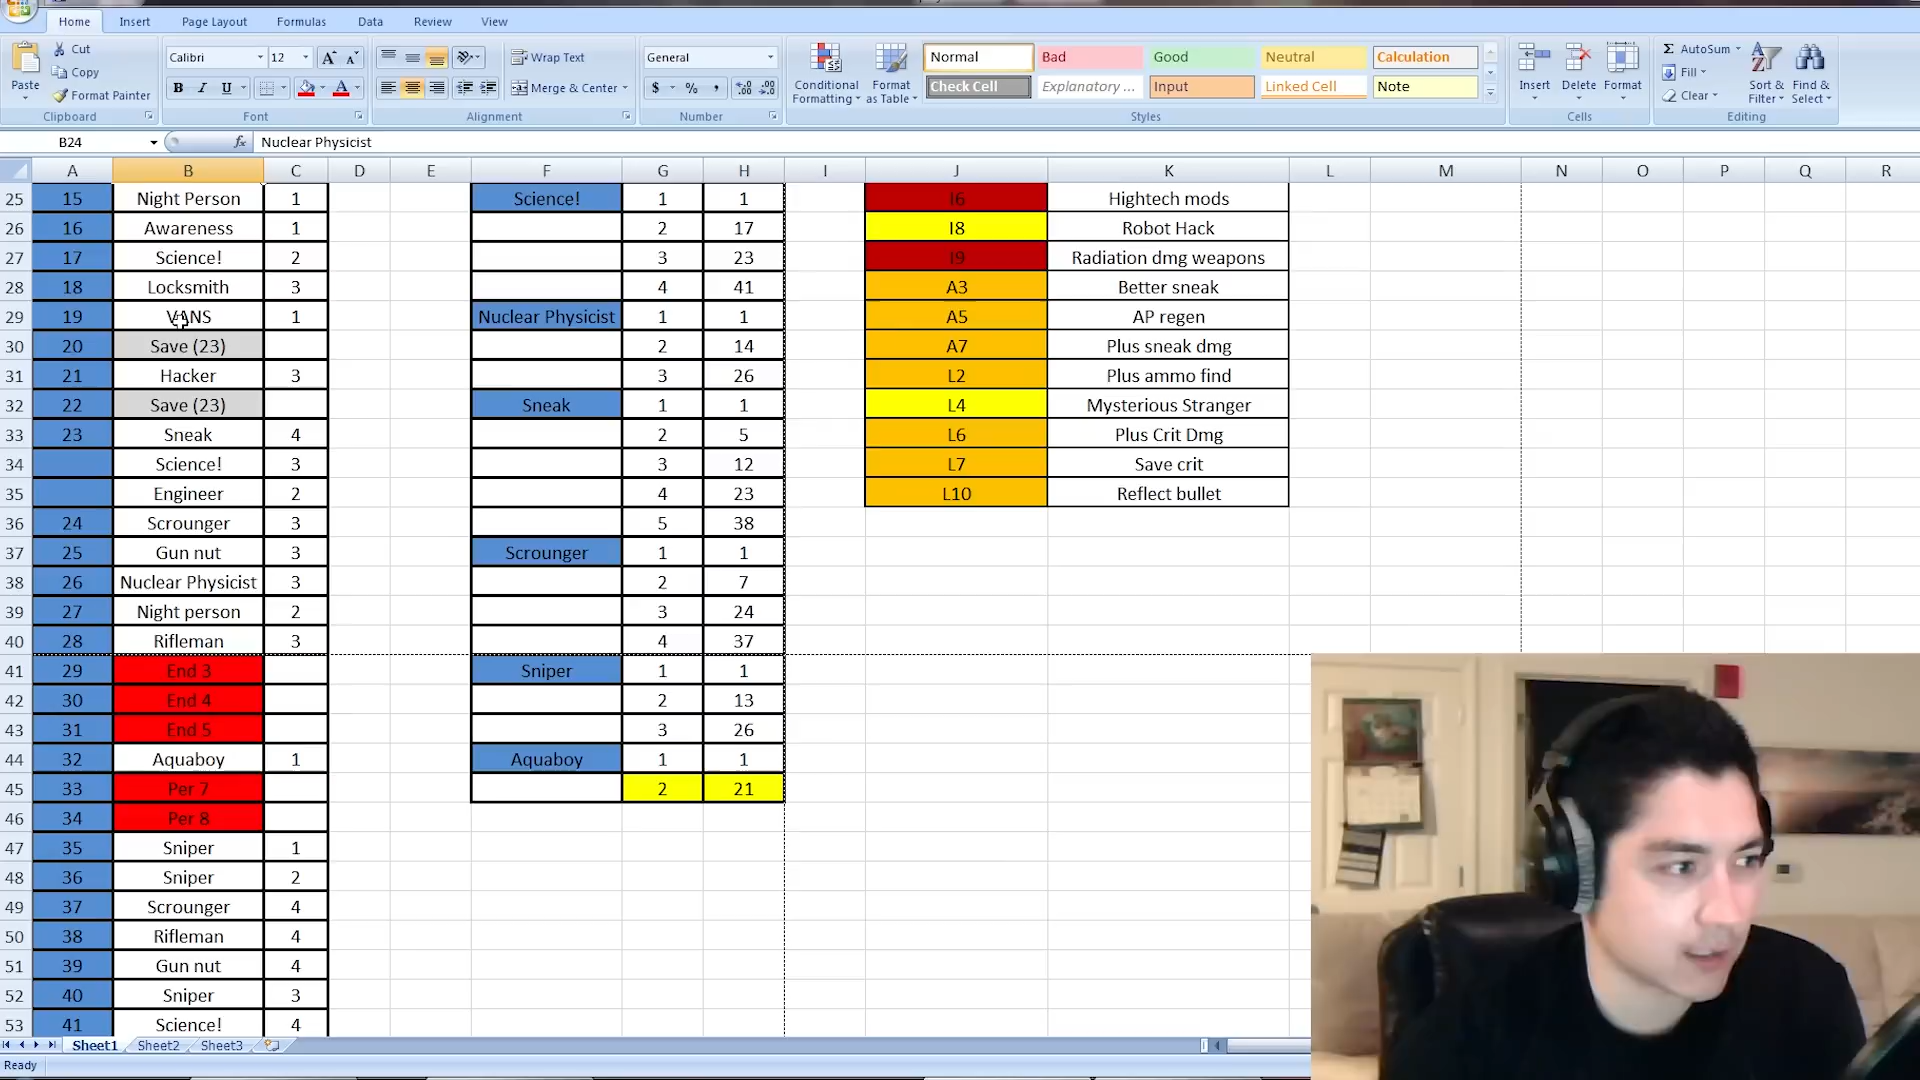 Home Insert Page Layout Formulas Data Review View
Paste
Cut
Copy
Format Painter
Clipboard
Calibri 12
B I U
Font
Wrap Text
Merge & Center
Alignment
General
$ % ,
Number
Conditional Formatting
Format as Table
Normal Bad Good Neutral Calculation
Check Cell Explanatory ... Input Linked Cell Note
Styles
Insert Delete Format
Cells
AutoSum
Fill
Clear
Sort & Filter
Find & Select
Editing
B24 fx Nuclear Physicist
A B C D E F G H I J K L M N O P Q R
25 15 Night Person 1 Science! 1 1 I6 Hightech mods
26 16 Awareness 1 2 17 I8 Robot Hack
27 17 Science! 2 3 23 I9 Radiation dmg weapons
28 18 Locksmith 3 4 41 A3 Better sneak
29 19 VANS 1 Nuclear Physicist 1 1 A5 AP regen
30 20 Save (23) 2 14 A7 Plus sneak dmg
31 21 Hacker 3 3 26 L2 Plus ammo find
32 22 Save (23) Sneak 1 1 L4 Mysterious Stranger
33 23 Sneak 4 2 5 L6 Plus Crit Dmg
34 Science! 3 3 12 L7 Save crit
35 Engineer 2 4 23 L10 Reflect bullet
36 24 Scrounger 3 5 38
37 25 Gun nut 3 Scrounger 1 1
38 26 Nuclear Physicist 3 2 7
39 27 Night person 2 3 24
40 28 Rifleman 3 4 37
41 29 End 3 Sniper 1 1
42 30 End 4 2 13
43 31 End 5 3 26
44 32 Aquaboy 1 Aquaboy 1 1
45 33 Per 7 2 21
46 34 Per 8
47 35 Sniper 1
48 36 Sniper 2
49 37 Scrounger 4
50 38 Rifleman 4
51 39 Gun nut 4
52 40 Sniper 3
53 41 Science! 4
Sheet1 Sheet2 Sheet3
Ready